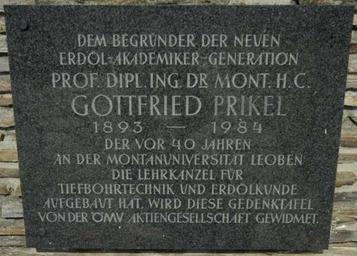 DEM BEGRÜNDER DER NEUEN
ERDÖL-AKADEMIKER-GENERATION
PROF. DIPL. ING. DR. MONT. H. C.
GOTTFRIED PRIKEL
1893 — 1984
DER VOR 40 JAHREN
AN DER MONTANUNIVERSITÄT LEOBEN
DIE LEHRKANZEL FÜR
TIEFBOHRTECHNIK UND ERDÖLKUNDE
AUFGEBAUT HAT, WIRD DIESE GEDENKTAFEL
VON DER ÖMV AKTIENGESELLSCHAFT GEWIDMET.